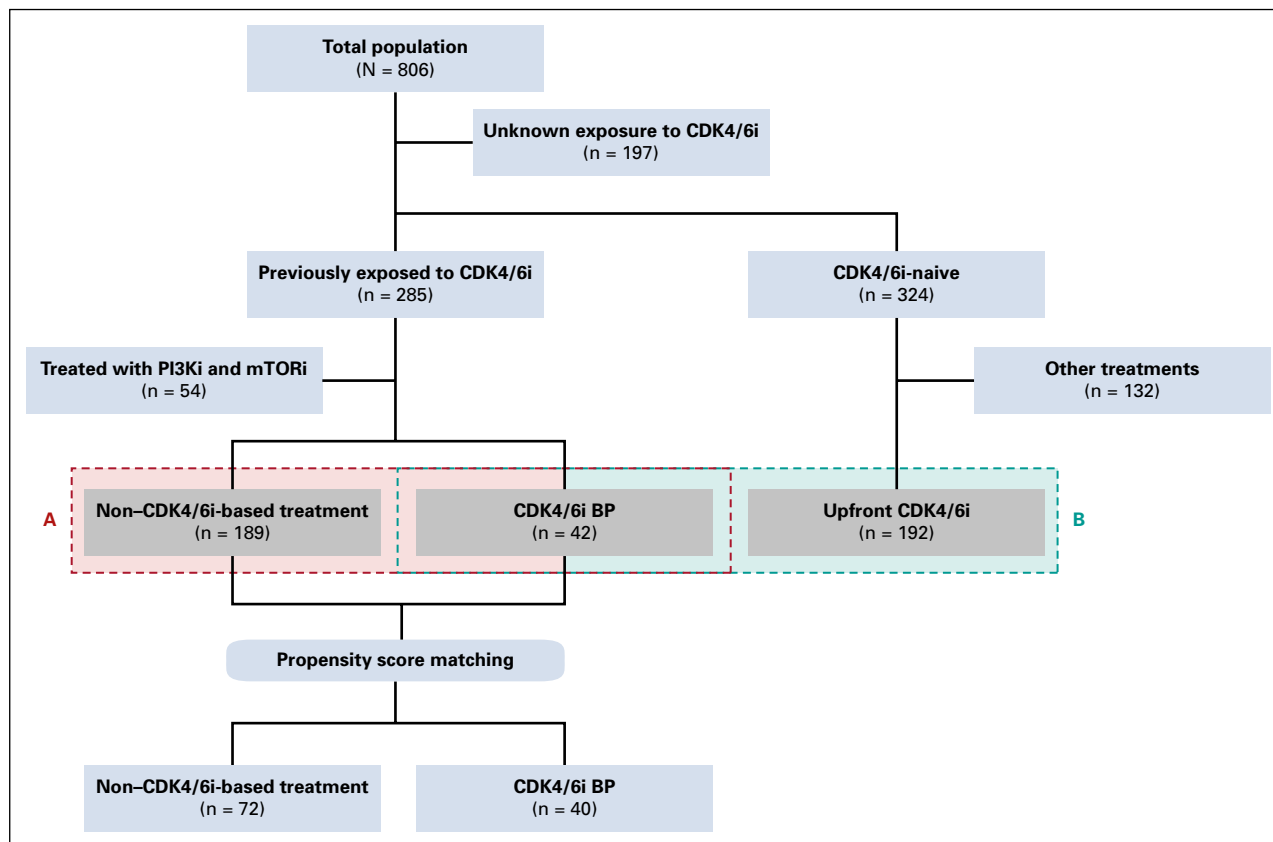 Total population
(N = 806)
Unknown exposure to CDK4/6i
(n = 197)
Previously exposed to CDK4/6i
(n = 285)
CDK4/6i-naive
(n = 324)
Treated with PI3Ki and mTORi
(n = 54)
Other treatments
(n = 132)
A
Non–CDK4/6i-based treatment
(n = 189)
CDK4/6i BP
(n = 42)
Upfront CDK4/6i
(n = 192)
B
Propensity score matching
Non–CDK4/6i-based treatment
(n = 72)
CDK4/6i BP
(n = 40)